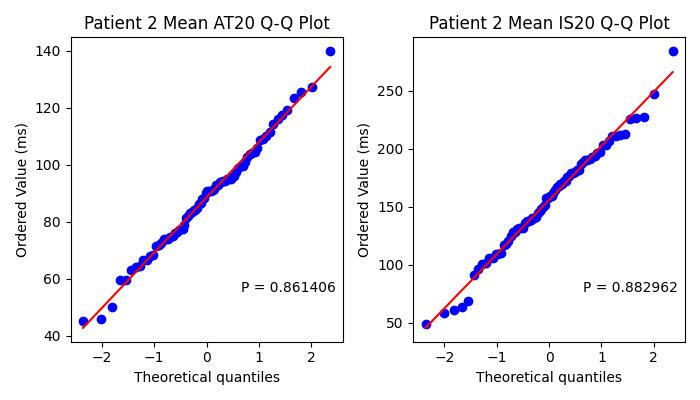 Patient 2 Mean AT20 Q-Q Plot
Ordered Value (ms)
140
120
100
80
60
40
P = 0.861406
−2 −1 0 1 2
Theoretical quantiles
Patient 2 Mean IS20 Q-Q Plot
Ordered Value (ms)
250
200
150
100
50
P = 0.882962
−2 −1 0 1 2
Theoretical quantiles